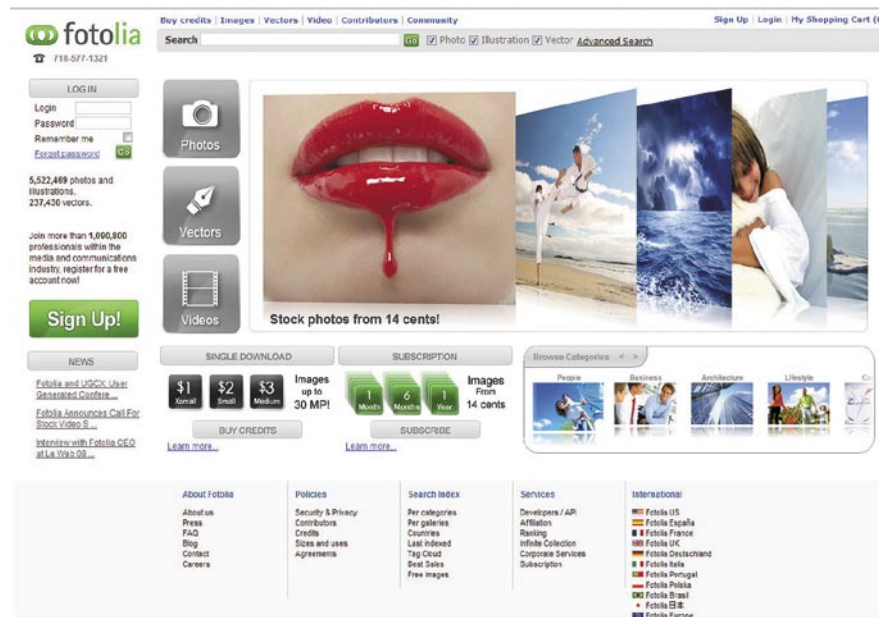 fotolia
718-577-1321
Buy credits | Images | Vectors | Video | Contributors | Community
Sign Up | Login | My Shopping Cart (
Search
Go
Photo
Illustration
Vector
Advanced Search
LOG IN
Login
Password
Remember me
Forgot password
Go
5,522,469 photos and
illustrations.
237,430 vectors.
Join more than 1,090,800
professionals within the
media and communications
industry, register for a free
account now!
Sign Up!
NEWS
Fotolia and UGCX: User
Generated Confere ...
Fotolia Announces Call For
Stock Video S ...
Interview with Fotolia CEO
at Le Web 08 ...
Photos
Vectors
Videos
Stock photos from 14 cents!
SINGLE DOWNLOAD
$1
Xsmall
$2
Small
$3
Medium
Images
up to
30 MP!
BUY CREDITS
Learn more...
SUBSCRIPTION
1
Month
6
Months
1
Year
Images
From
14 cents
SUBSCRIBE
Learn more...
Browse Categories < >
People
Business
Architecture
Lifestyle
About Fotolia
About us
Press
FAQ
Blog
Contact
Careers
Policies
Security & Privacy
Contributors
Credits
Sizes and uses
Agreements
Search Index
Per categories
Per galeries
Countries
Last indexed
Tag Cloud
Best Sales
Free images
Services
Developers / API
Affiliation
Ranking
Infinite Collection
Corporate Services
Subscription
International
Fotolia US
Fotolia España
Fotolia France
Fotolia UK
Fotolia Deutschland
Fotolia Italia
Fotolia Portugal
Fotolia Polska
Fotolia Brasil
Fotolia 日本
Fotolia Europe